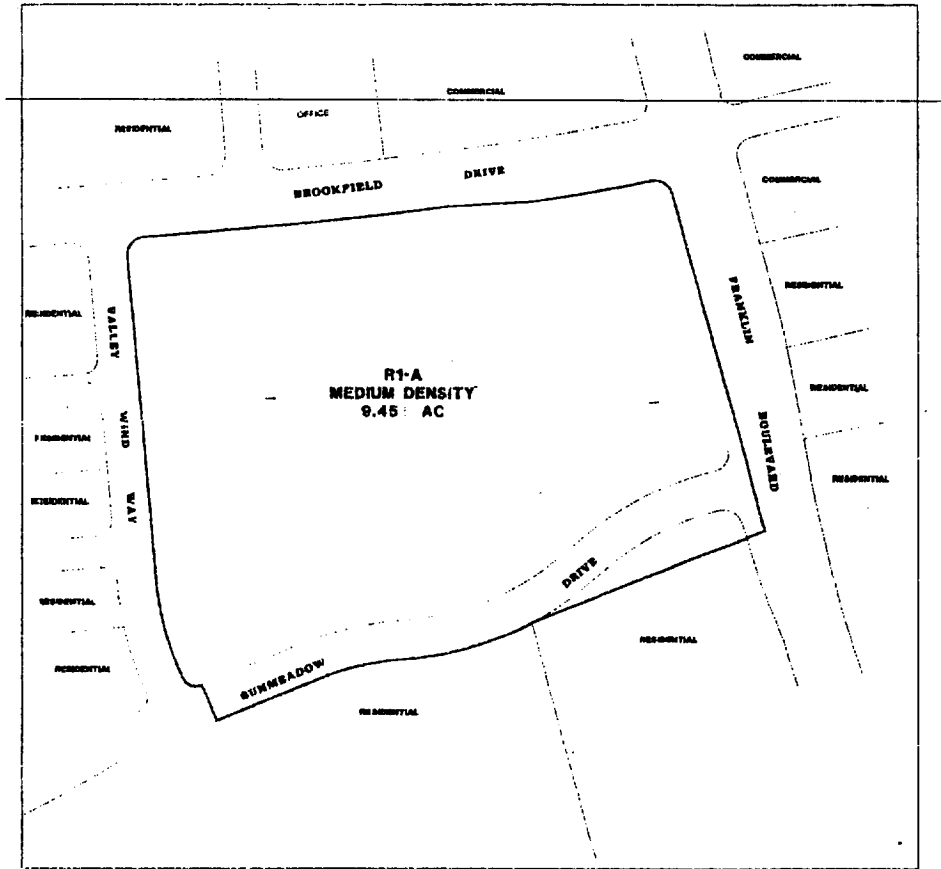 COMMERCIAL
COMMERCIAL
OFFICE
RESIDENTIAL
BROOKFIELD DRIVE
COMMERCIAL
RESIDENTIAL
RESIDENTIAL
VALLEY WIND WAY
FRANKLIN BOULEVARD
R1-A
MEDIUM DENSITY
9.45 AC
RESIDENTIAL
RESIDENTIAL
RESIDENTIAL
RESIDENTIAL
DRIVE
RESIDENTIAL
RESIDENTIAL
RESIDENTIAL
SUNMEADOW
RESIDENTIAL